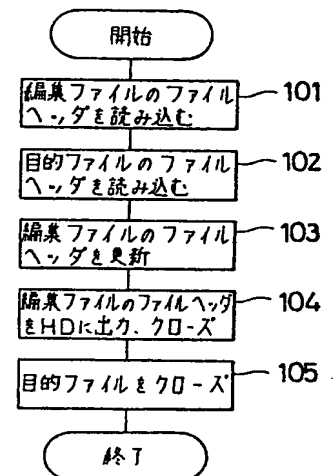 開始
編集ファイルのファイル
ヘッダを読み込む
101
目的ファイルのファイル
ヘッダを読み込む
102
編集ファイルのファイル
ヘッダを更新
103
編集ファイルのファイルヘッダ
をHDに出力、クローズ
104
目的ファイルをクローズ
105
終了